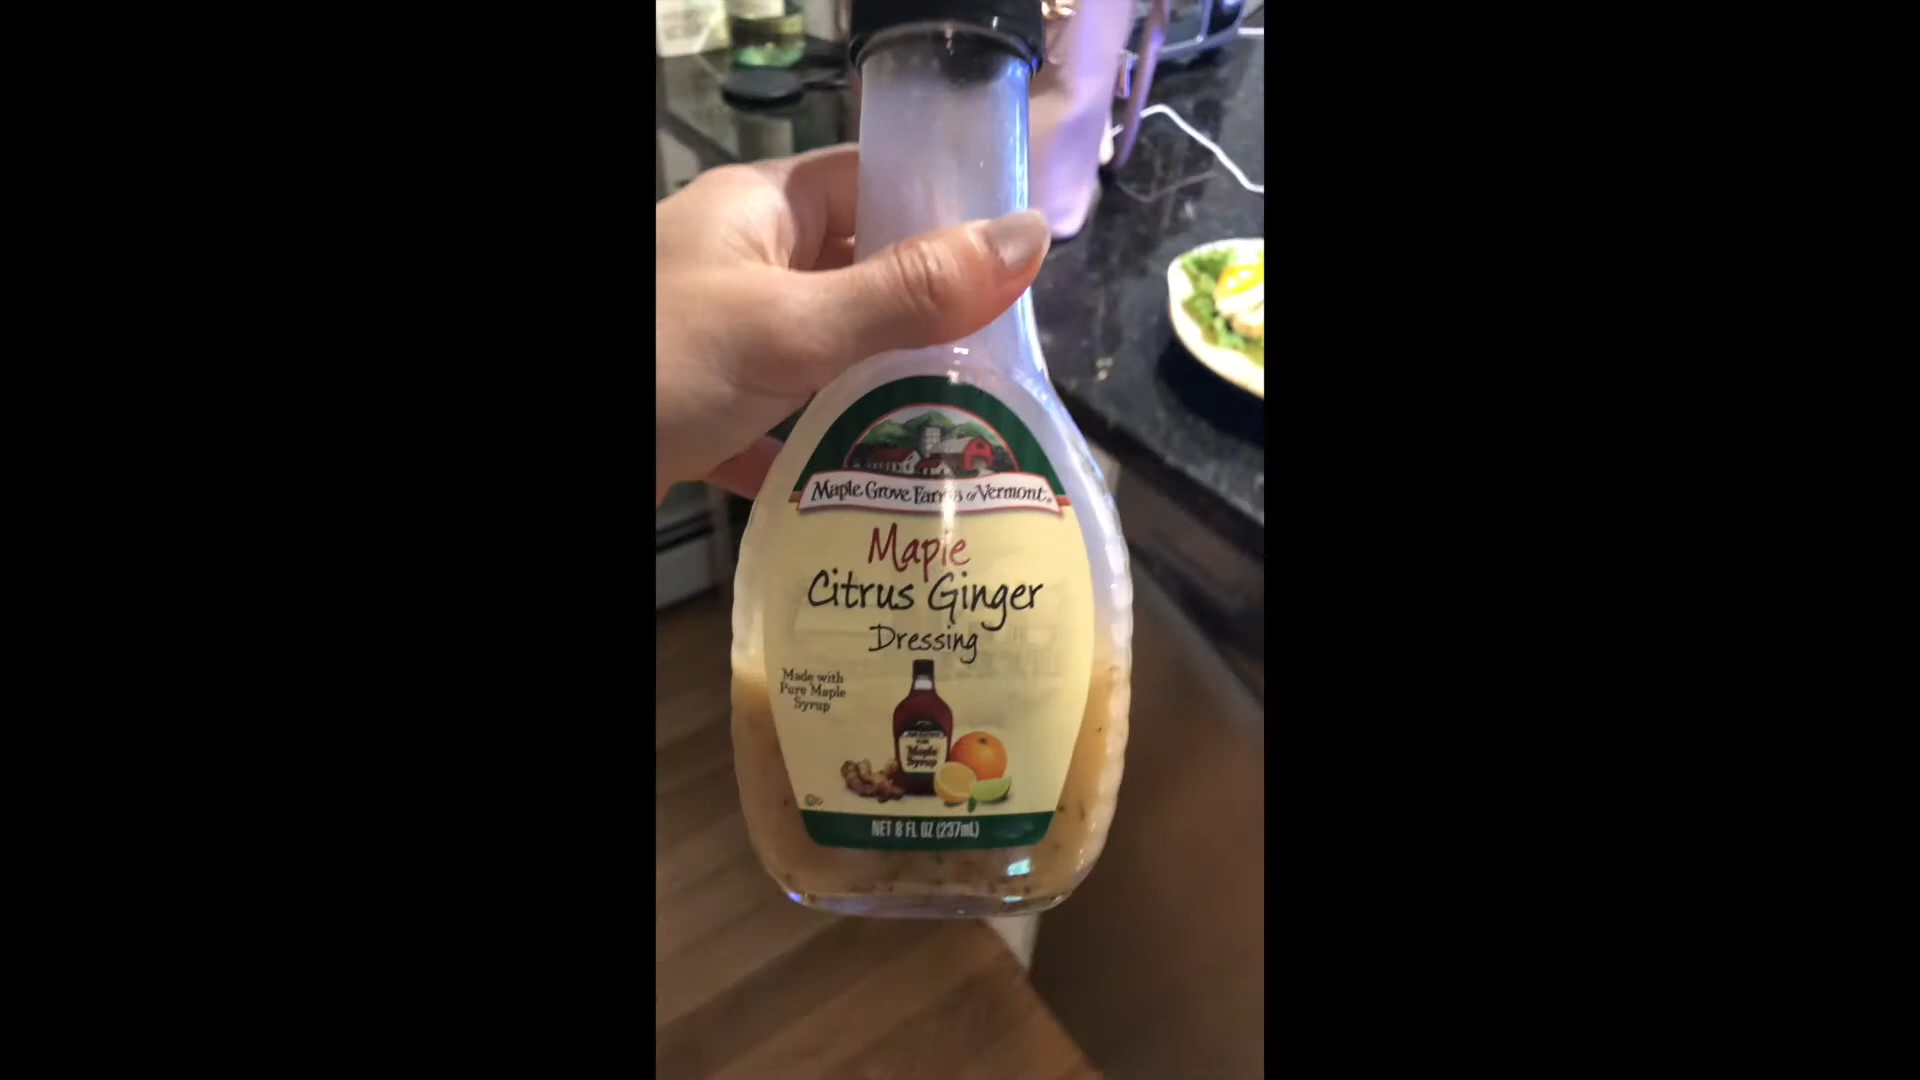 Maple Grove Farms of Vermont®
Maple
Citrus Ginger
Dressing
Made with
Pure Maple
Syrup
Maple
Syrup
NET 8 FL OZ (237mL)